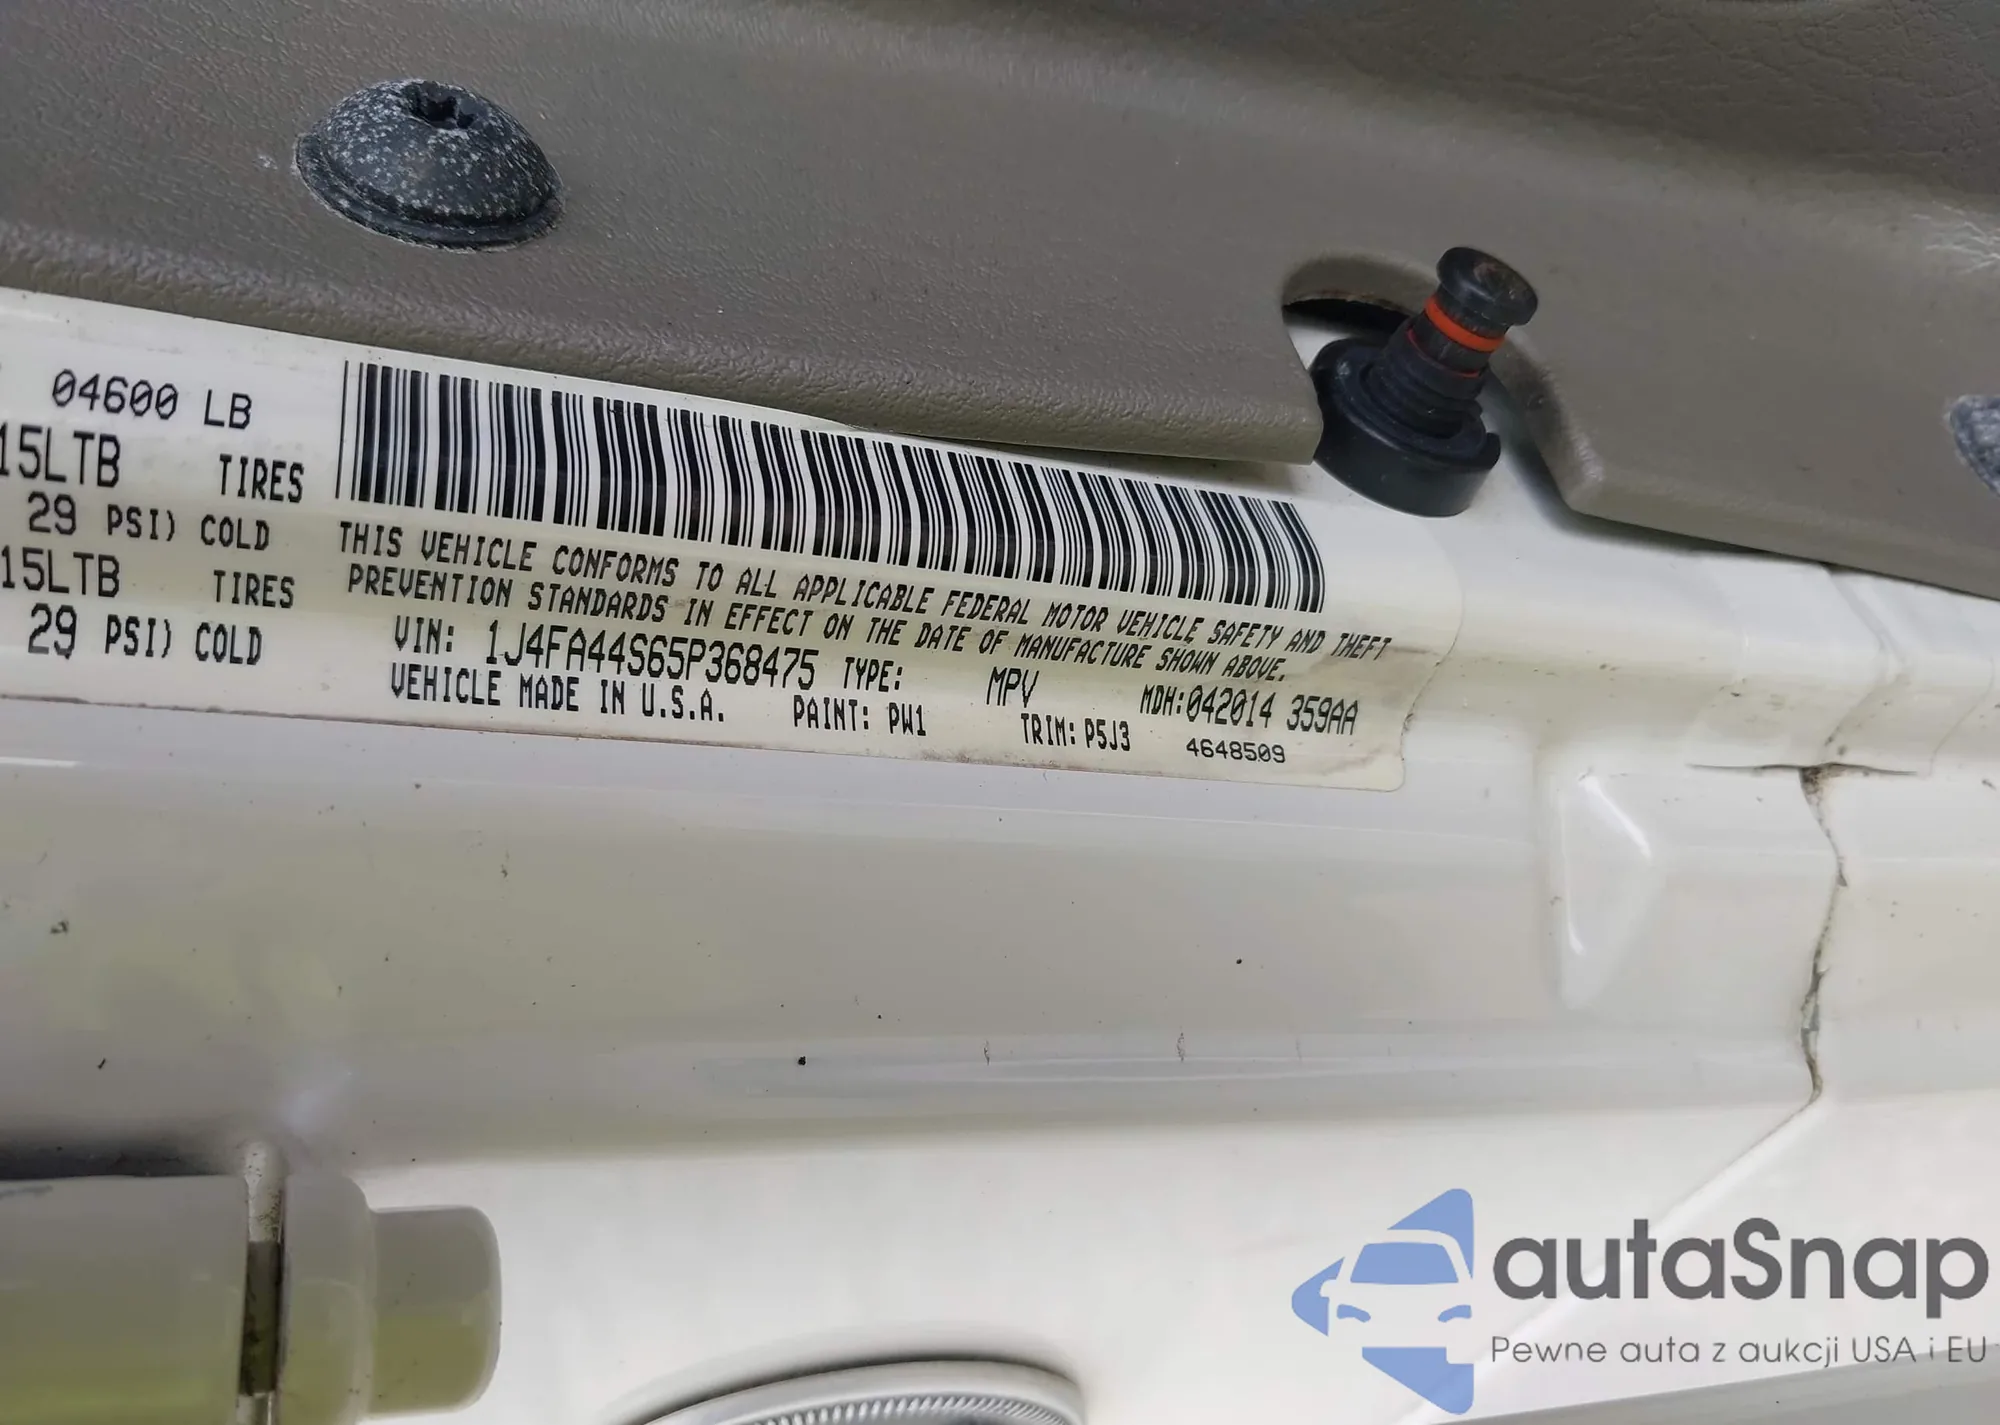 04600 LB
15LTB TIRES
29 PSI) COLD
15LTB TIRES
29 PSI) COLD
THIS VEHICLE CONFORMS TO ALL APPLICABLE FEDERAL MOTOR VEHICLE SAFETY AND THEFT
PREVENTION STANDARDS IN EFFECT ON THE DATE OF MANUFACTURE SHOWN ABOVE.
VIN: 1J4FA44S65P368475 TYPE: MPV MDH:042014 359AA
VEHICLE MADE IN U.S.A. PAINT: PW1 TRIM: P5J3 4648509
autaSnap
Pewne auta z aukcji USA i EU